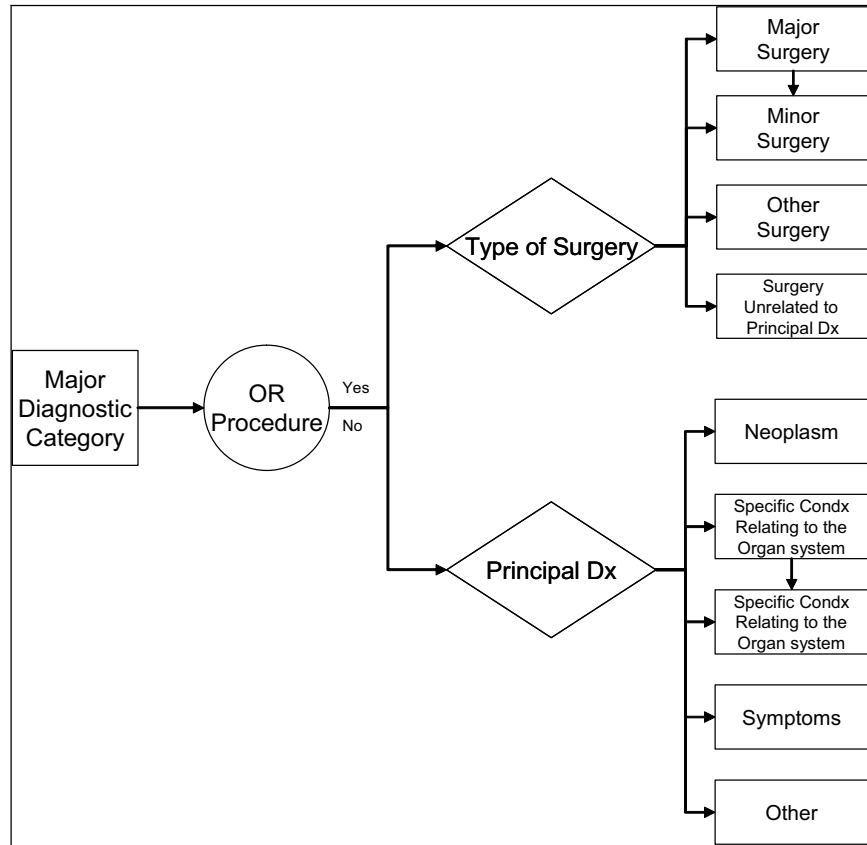 Major
Surgery
Minor
Surgery
Other
Surgery
Type of Surgery
Surgery
Unrelated to
Principal Dx
Major
Diagnostic
Category
OR
Procedure
Yes
No
Neoplasm
Specific Condx
Relating to the
Organ system
Principal Dx
Specific Condx
Relating to the
Organ system
Symptoms
Other